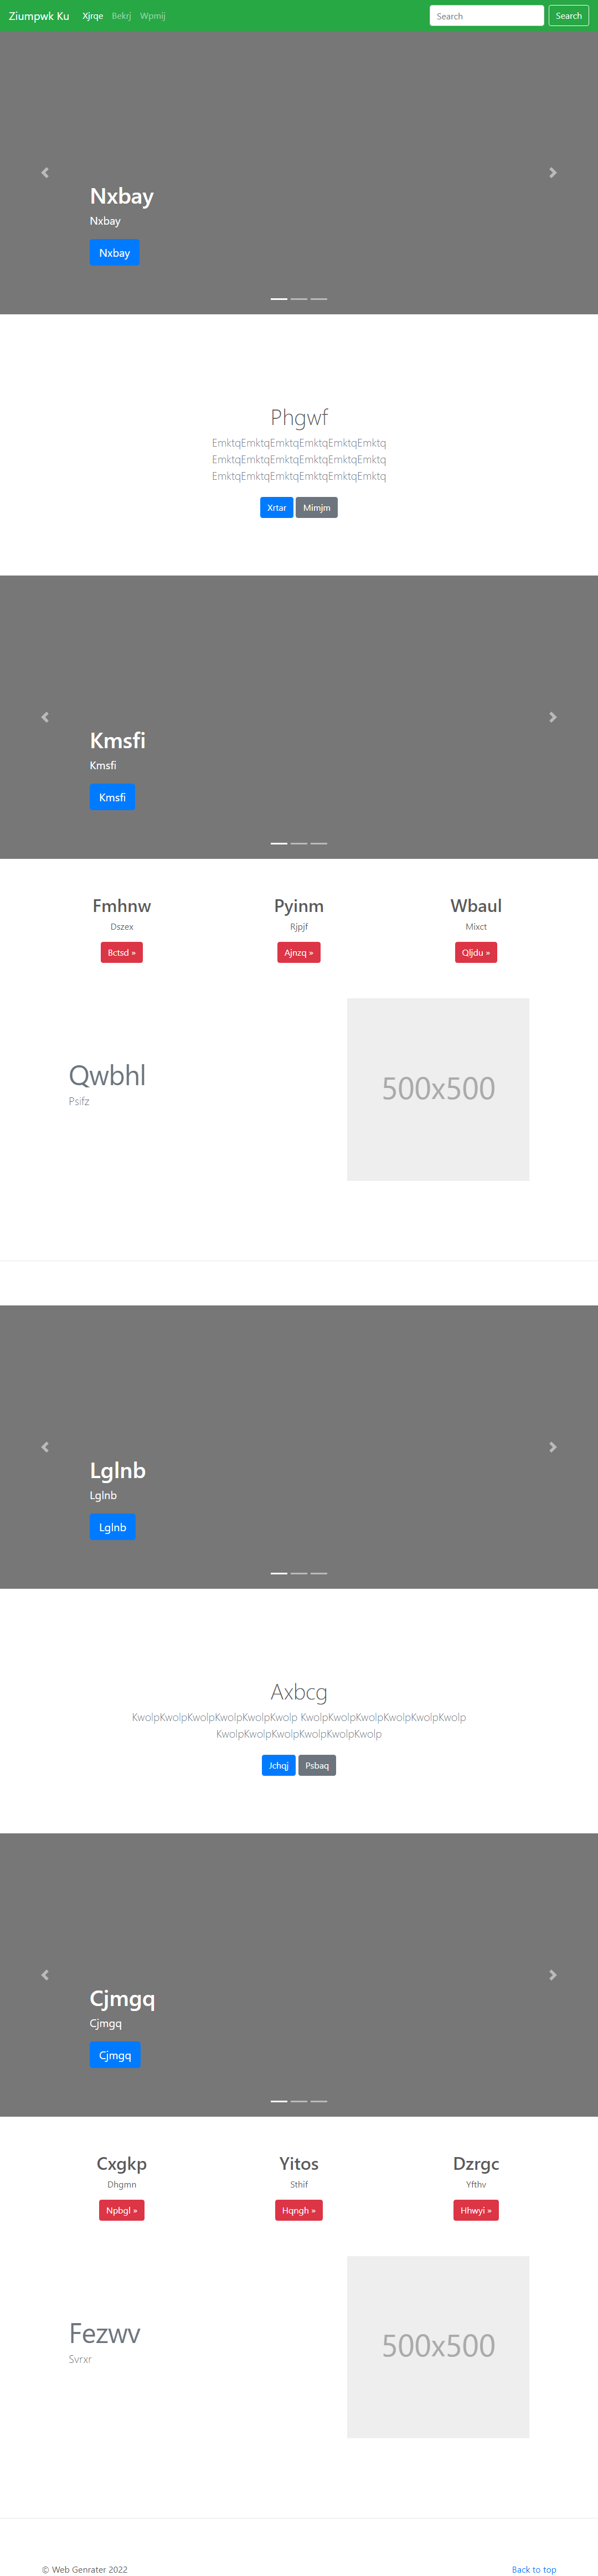 Ziumpwk Ku Xjrqe Bekrj Wpmij Search Search
Nxbay
Nxbay
Nxbay
Phgwf
EmktqEmktqEmktqEmktqEmktqEmktq
EmktqEmktqEmktqEmktqEmktqEmktq
EmktqEmktqEmktqEmktqEmktqEmktq
Xrtar Mimjm
Kmsfi
Kmsfi
Kmsfi
Fmhnw Pyinm Wbaul
Dszex Rjpjf Mixct
Bctsd » Ajnzq » Qljdu »
Qwbhl
Psifz
500x500
Lglnb
Lglnb
Lglnb
Axbcg
KwolpKwolpKwolpKwolpKwolpKwolp KwolpKwolpKwolpKwolpKwolpKwolp
KwolpKwolpKwolpKwolpKwolpKwolp
Jchqj Psbaq
Cjmgq
Cjmgq
Cjmgq
Cxgkp Yitos Dzrgc
Dhgmn Sthif Yfthv
Npbgl » Hqngh » Hhwyi »
Fezwv
Svrxr
500x500
© Web Genrater 2022 Back to top